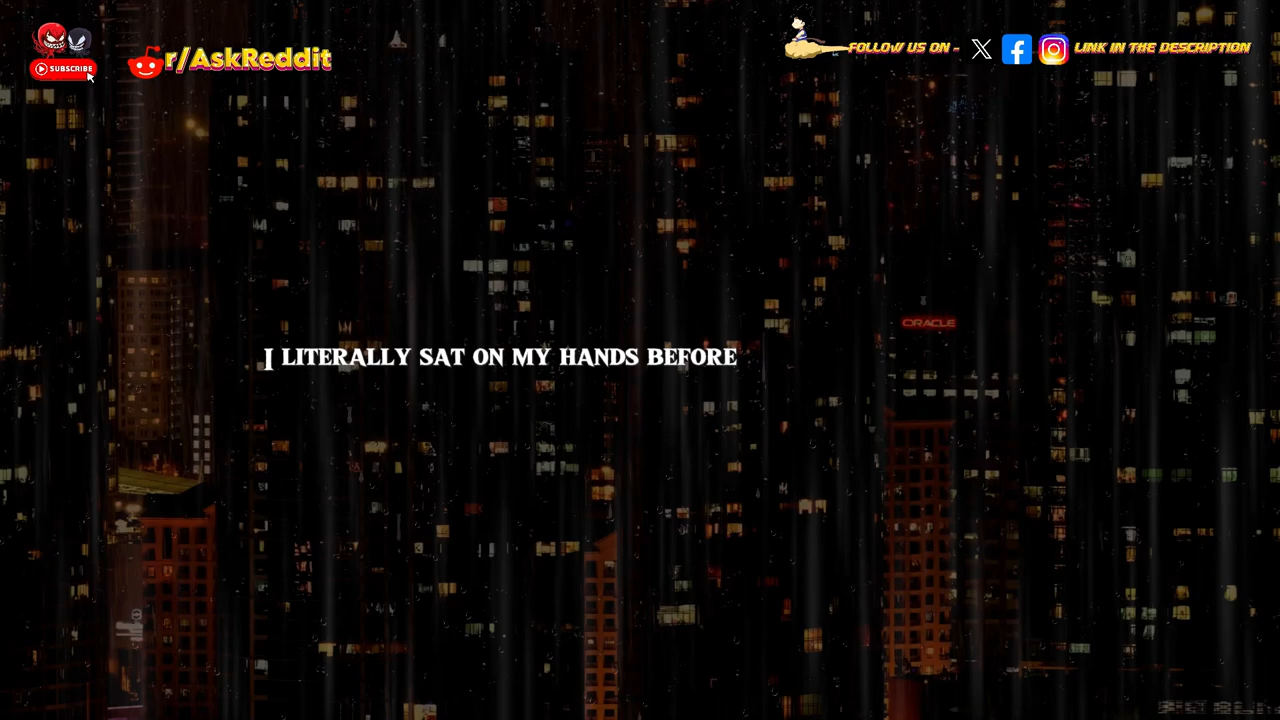 r/AskReddit
SUBSCRIBE
FOLLOW US ON -
LINK IN THE DESCRIPTION
ORACLE
I LITERALLY SAT ON MY HANDS BEFORE